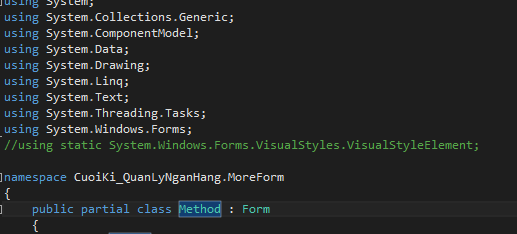 using System;
using System.Collections.Generic;
using System.ComponentModel;
using System.Data;
using System.Drawing;
using System.Linq;
using System.Text;
using System.Threading.Tasks;
using System.Windows.Forms;
//using static System.Windows.Forms.VisualStyles.VisualStyleElement;
namespace CuoiKi_QuanLyNganHang.MoreForm
{
public partial class Method : Form
{